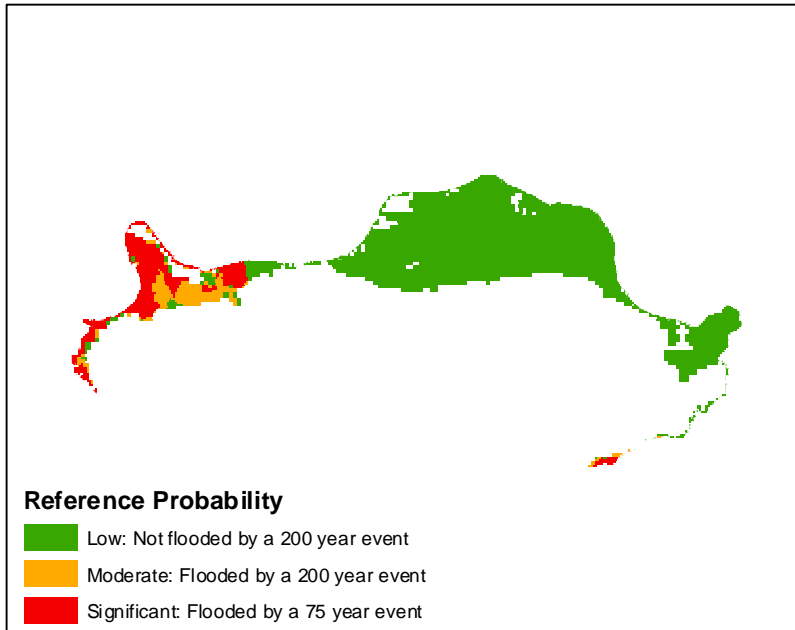 Reference Probability
Low: Not flooded by a 200 year event
Moderate: Flooded by a 200 year event
Significant: Flooded by a 75 year event